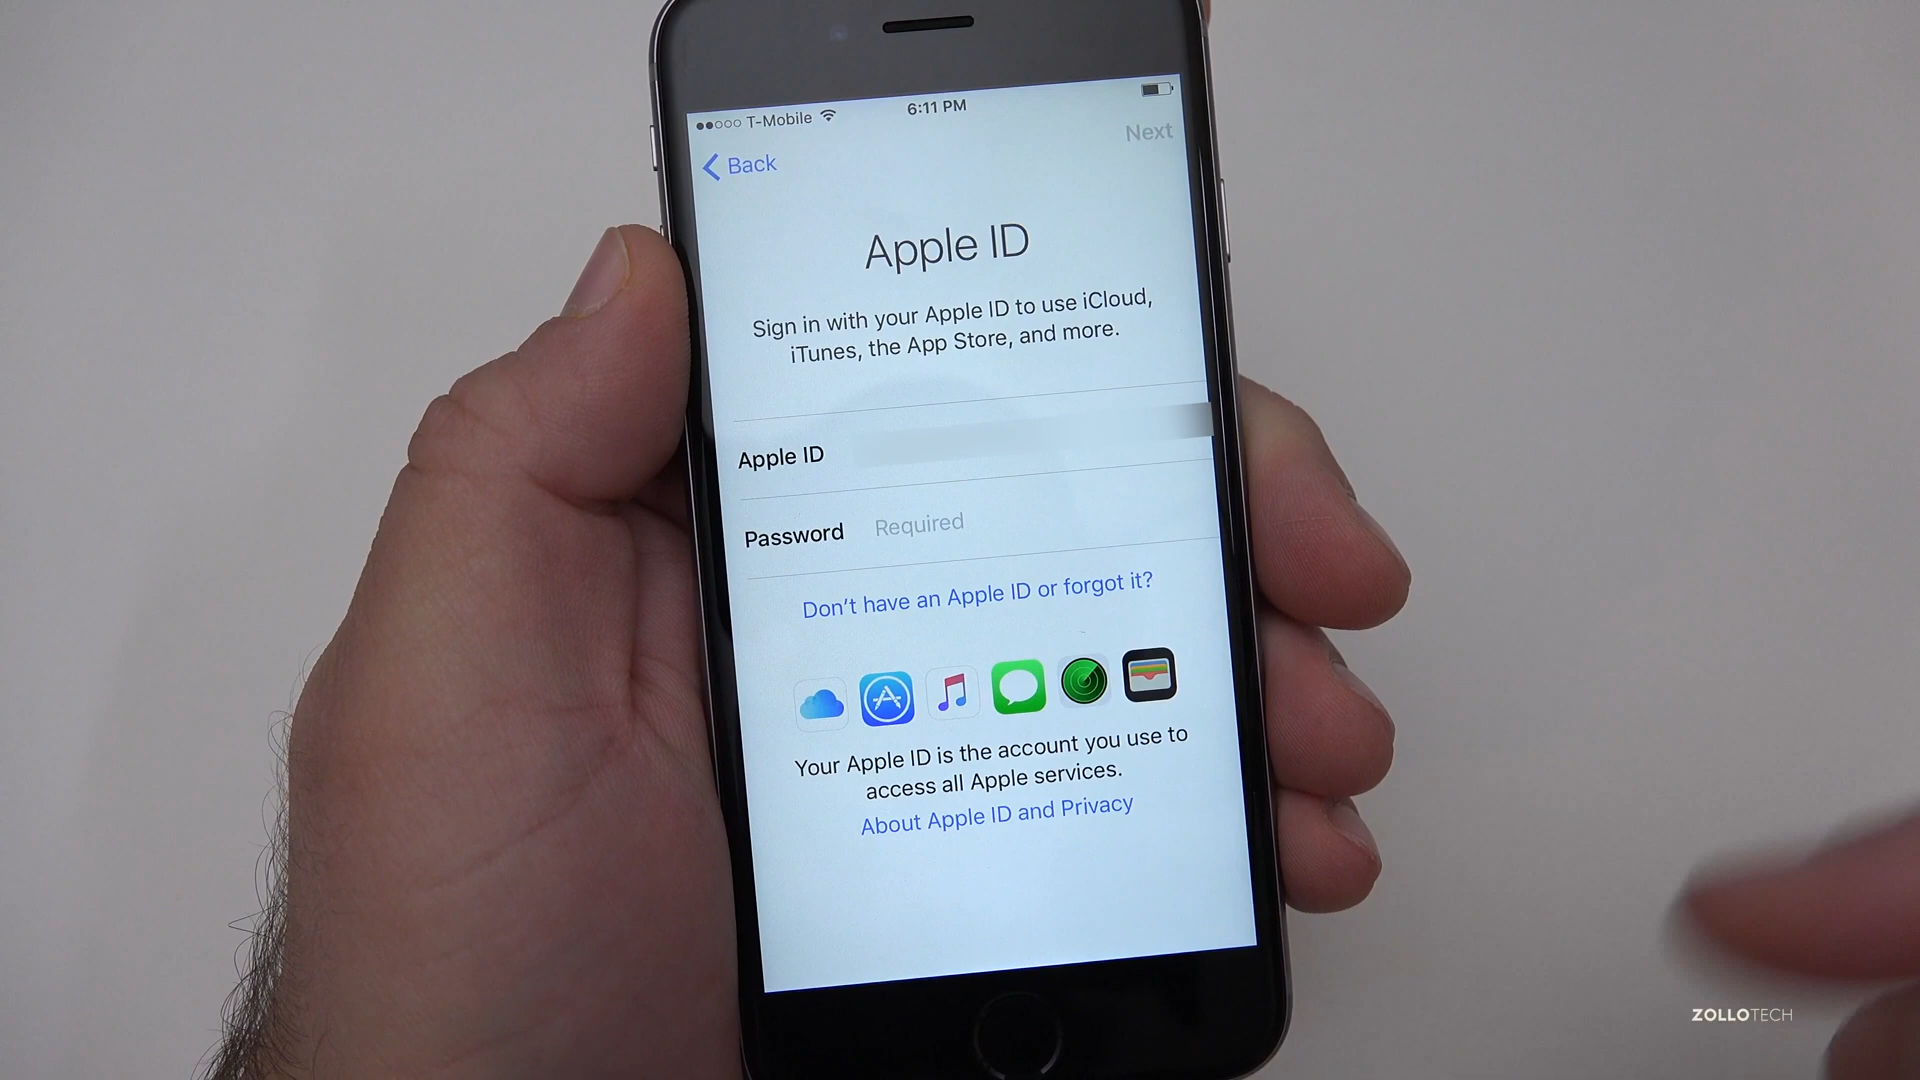 ●●○○○ T-Mobile 6:11 PM
Back
Next
Apple ID
Sign in with your Apple ID to use iCloud,
iTunes, the App Store, and more.
Apple ID
Password Required
Don't have an Apple ID or forgot it?
Your Apple ID is the account you use to
access all Apple services.
About Apple ID and Privacy
ZOLLOTECH